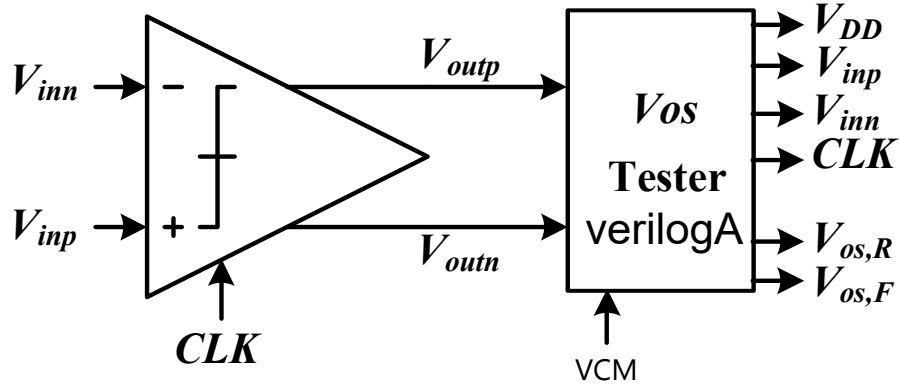 V_inn
V_inp
-
+
CLK
V_outp
V_outn
Vos
Tester
verilogA
VCM
V_DD
V_inp
V_inn
CLK
V_os,R
V_os,F